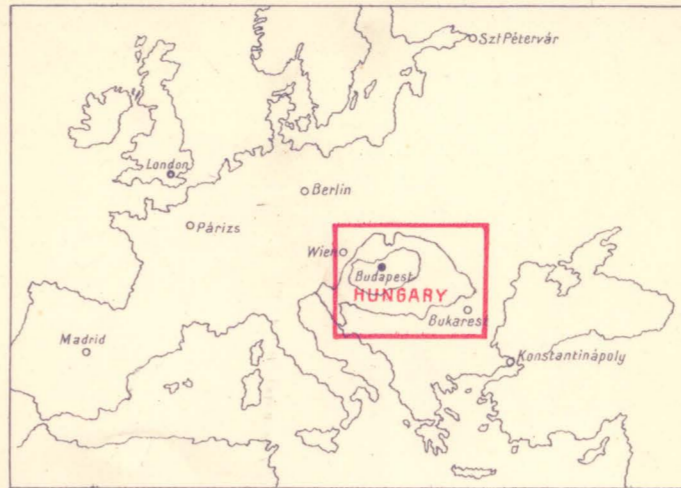 Szt Pétervár
London
Berlin
Párizs
Wien
Budapest
HUNGARY
Bukarest
Madrid
Konstantinápoly